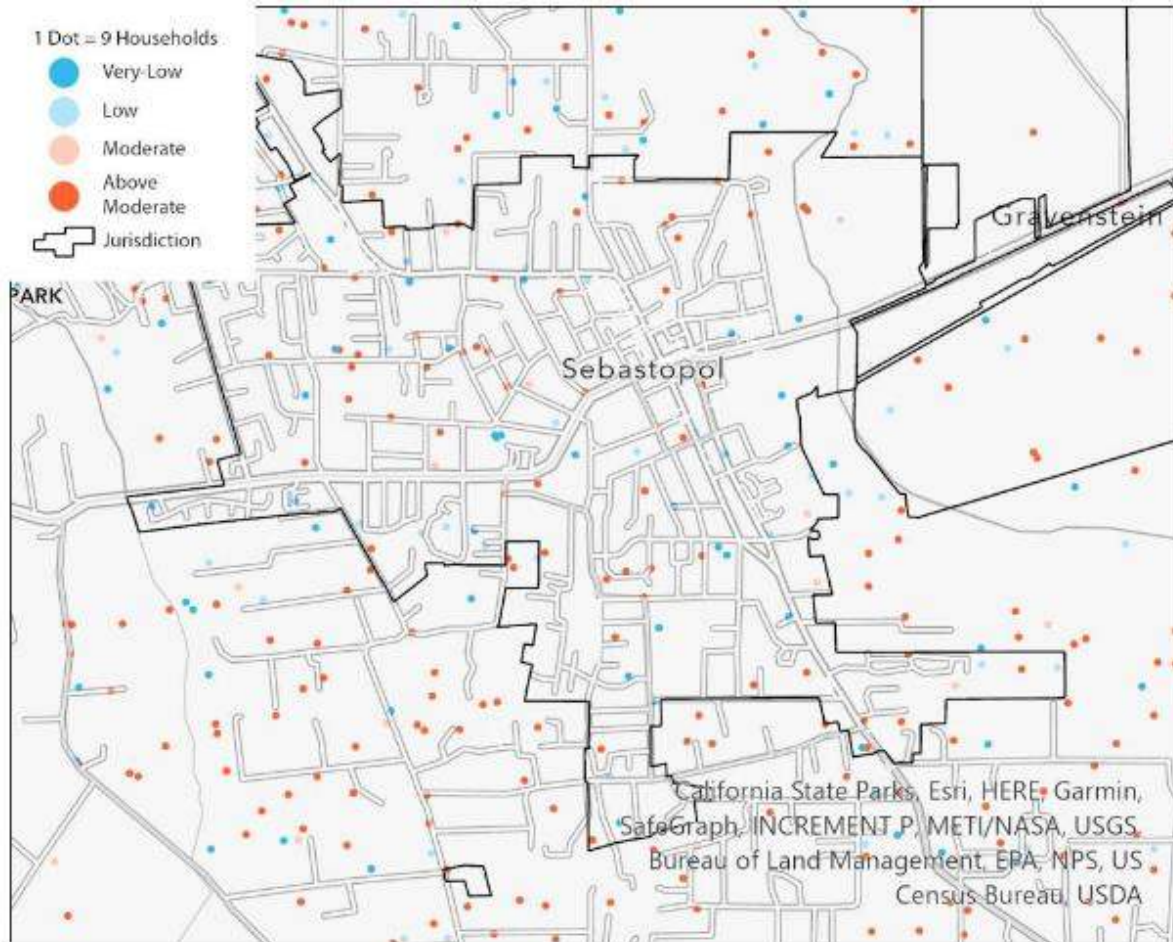 1 Dot = 9 Households
Very-Low
Low
Moderate
Above
Moderate
Jurisdiction
Gravenstein
PARK
Sebastopol
California State Parks, Esri, HERE, Garmin,
SafeGraph, INCREMENT P, METI/NASA, USGS,
Bureau of Land Management, EPA, NPS, US
Census Bureau, USDA